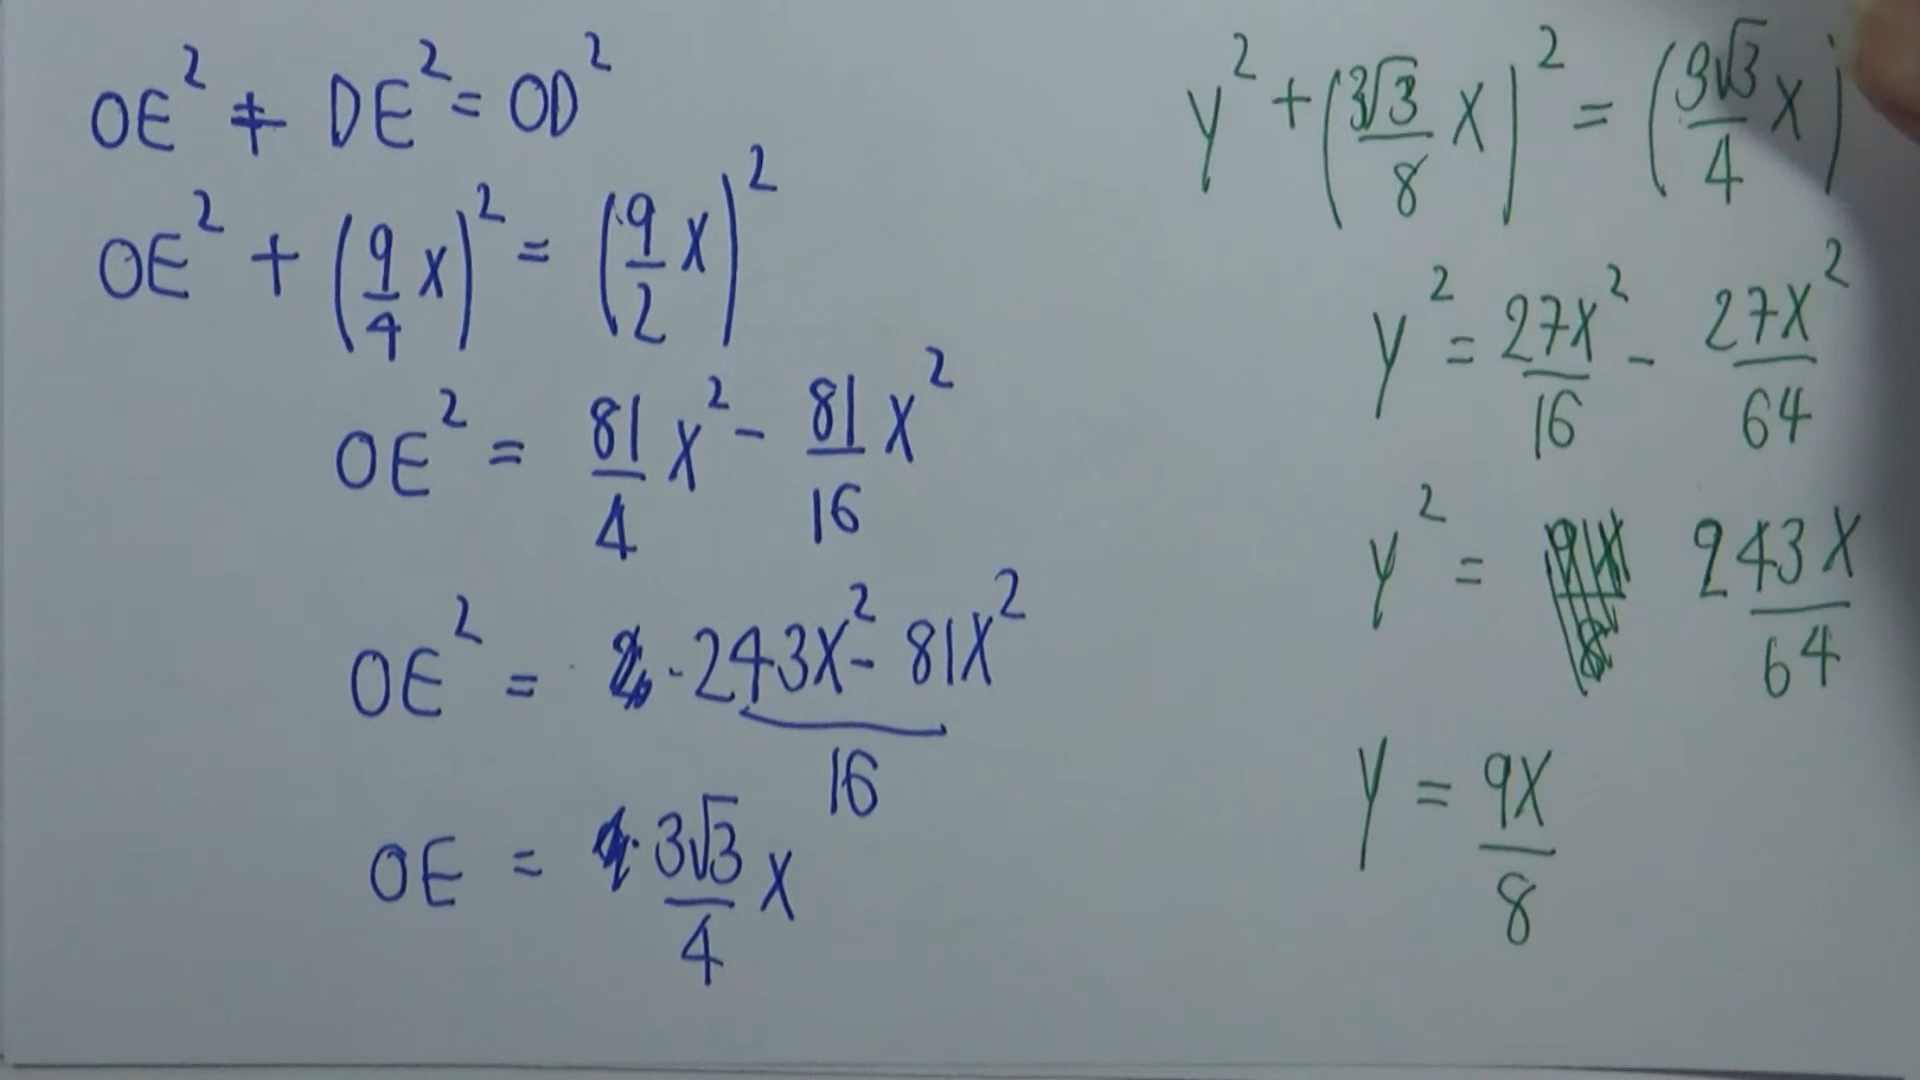 OE² + DE² = OD²
OE² + (9/4 x)² = (9/2 x)²
OE² = 81/4 x² - 81/16 x²
OE² = 243x² - 81x² / 16
OE = 3√3/4 x
y² + (3√3/8 x)² = (3√3/4 x)
y² = 27x²/16 - 27x²/64
y² = 243x/64
y = 9x/8